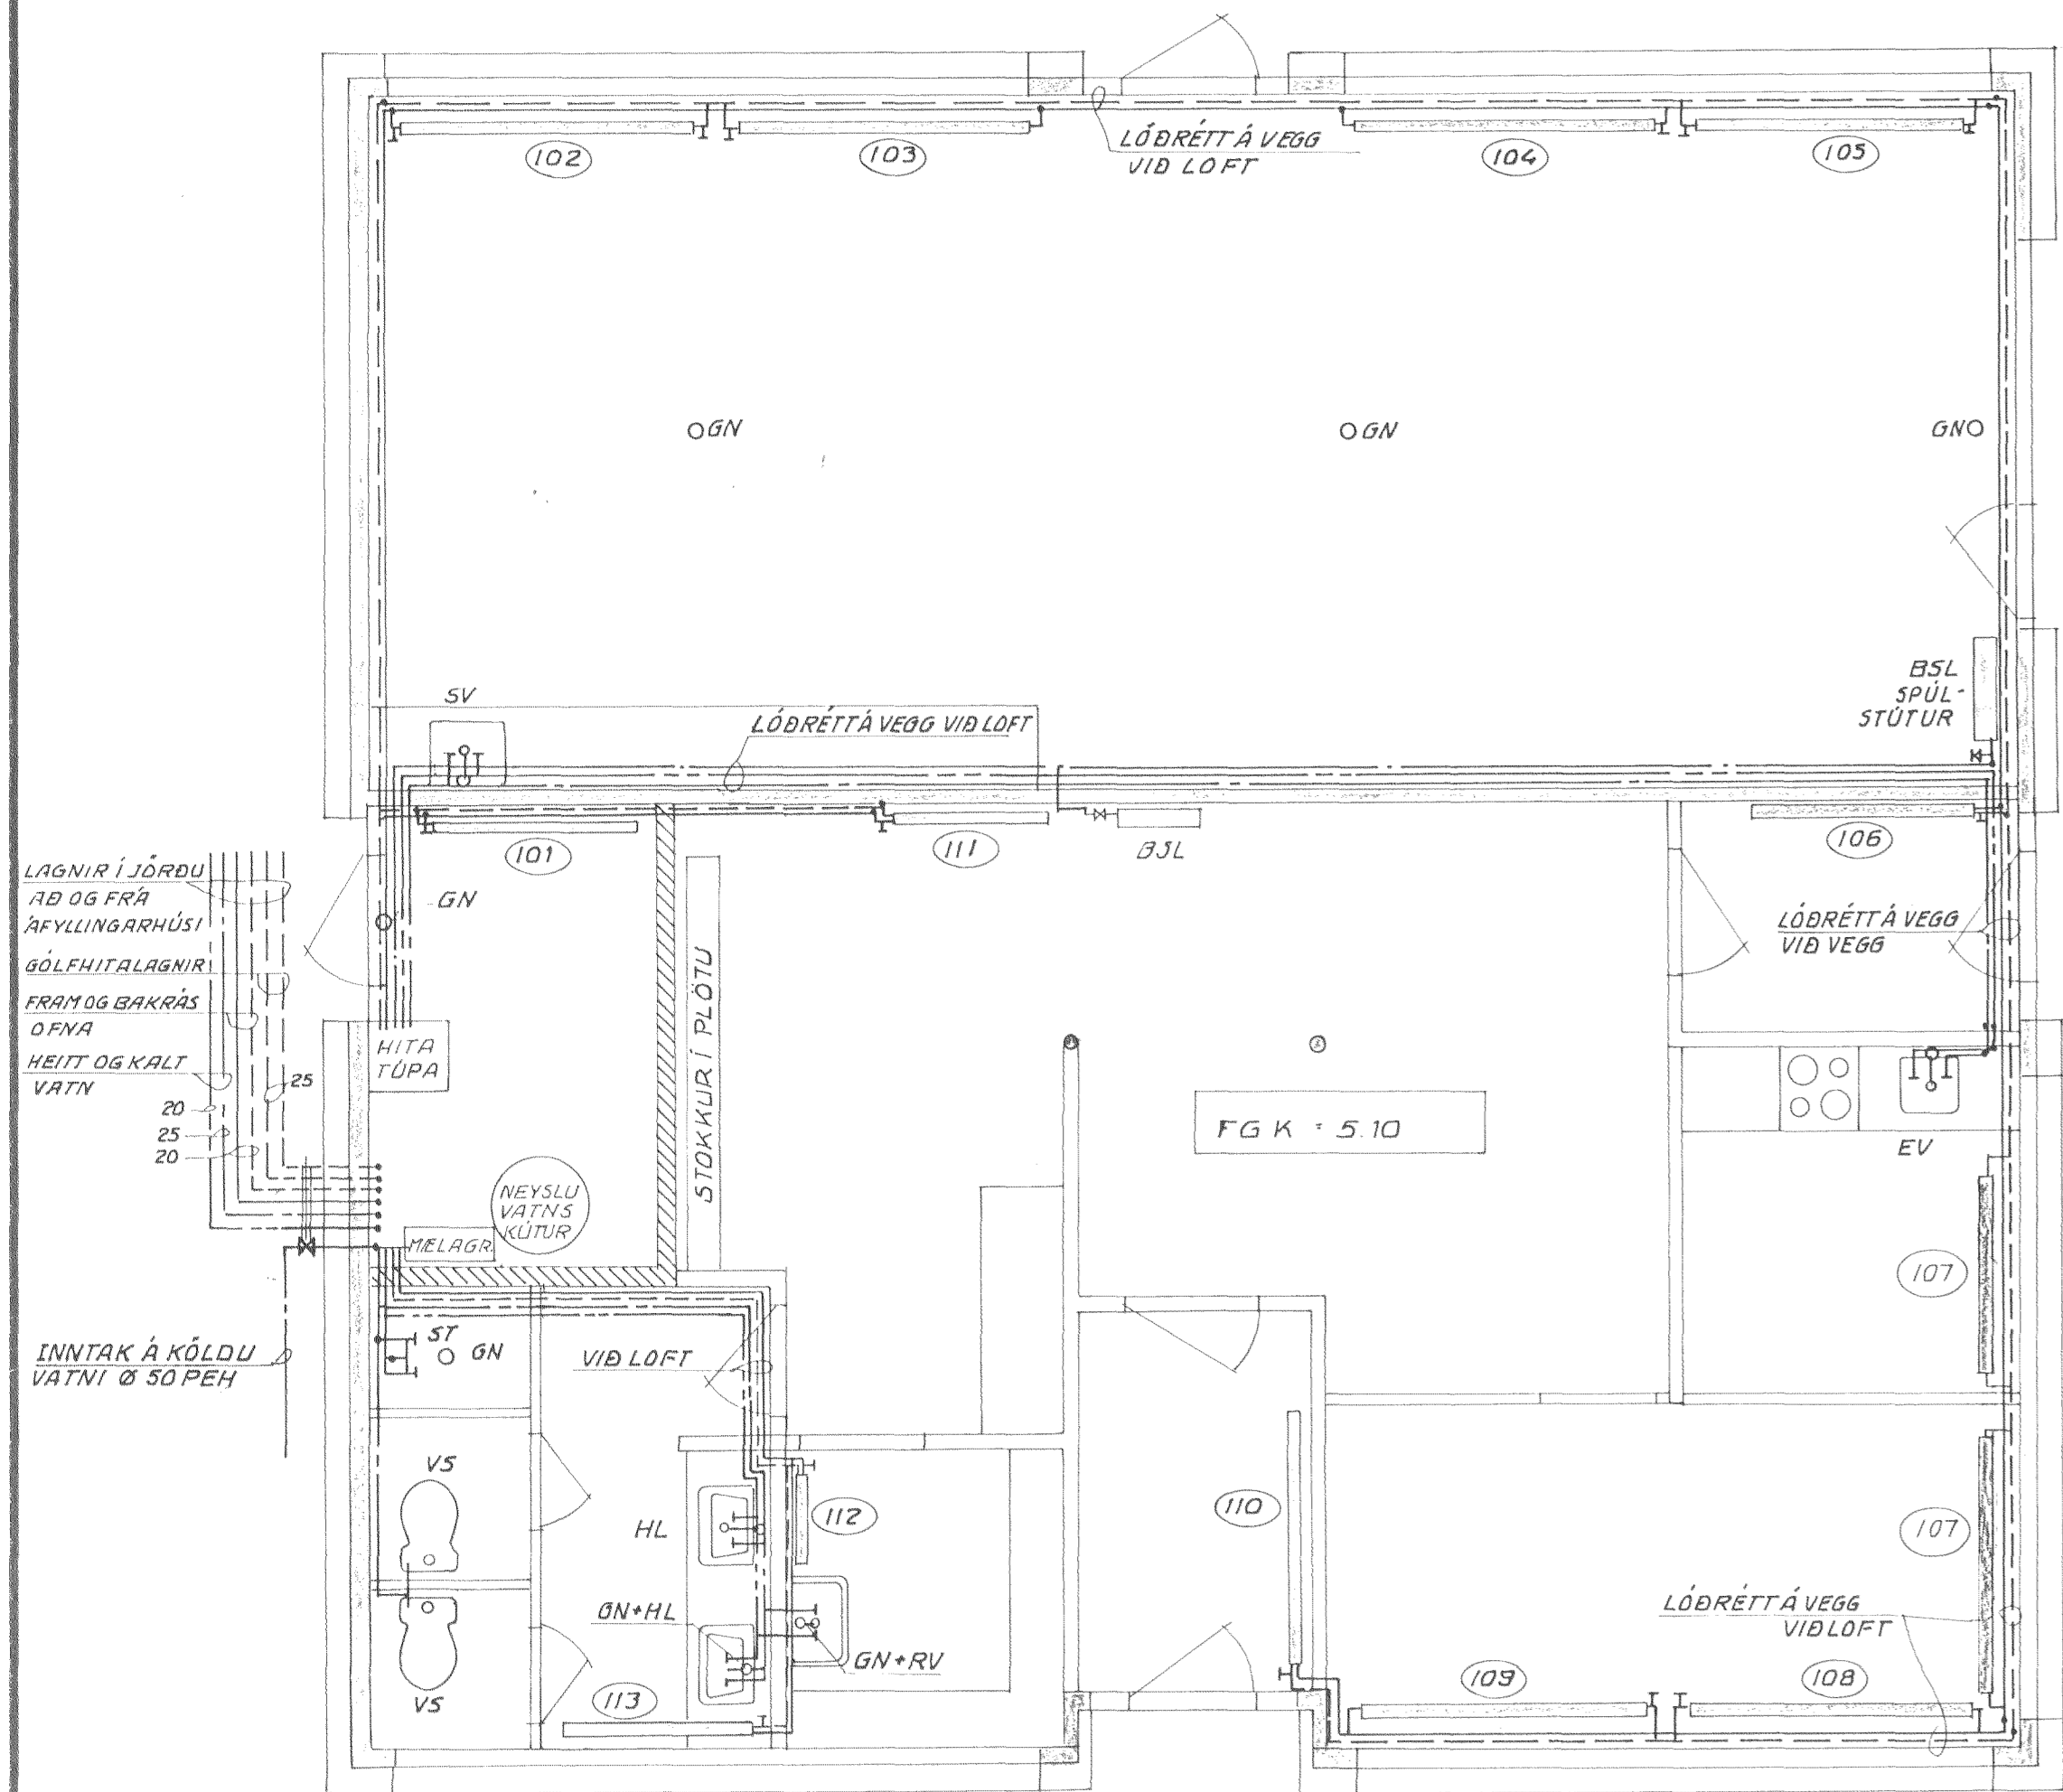 102
103
LÓÐRÉTT Á VEGG
VIÐ LOFT
104
105
GN
GN
GN
BSL
SPÚL-
STÚTUR
SV
LÓÐRÉTT Á VEGG VIÐ LOFT
101
111
BSL
106
LAGNIR Í JÖRÐU
AÐ OG FRÁ
ÁFYLLINGARHÚSI
GÓLFHITALAGNIR
FRAM OG BAKRÁS
OFNA
HEITT OG KALT
VATN
25
20
25
20
GN
HITA
TÚPA
STOKKUR Í PLÖTU
LÓÐRÉTT Á VEGG
VIÐ VEGG
FGK = 5.10
EV
NEYSLU
VATNS
KÚTUR
MÆLAGR.
107
INNTAK Á KÖLDU
VATNI Ø 50 PEH
ST
GN
VIÐ LOFT
VS
HL
112
110
107
GN+HL
GN+RV
LÓÐRÉTT Á VEGG
VIÐ LOFT
VS
113
109
108